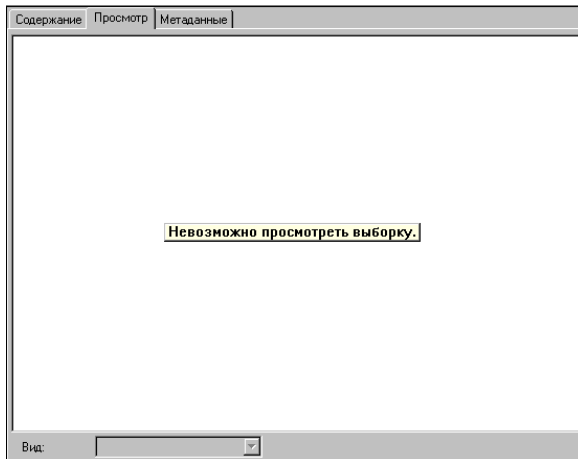 Содержание Просмотр Метаданные
Невозможно просмотреть выборку.
Вид: